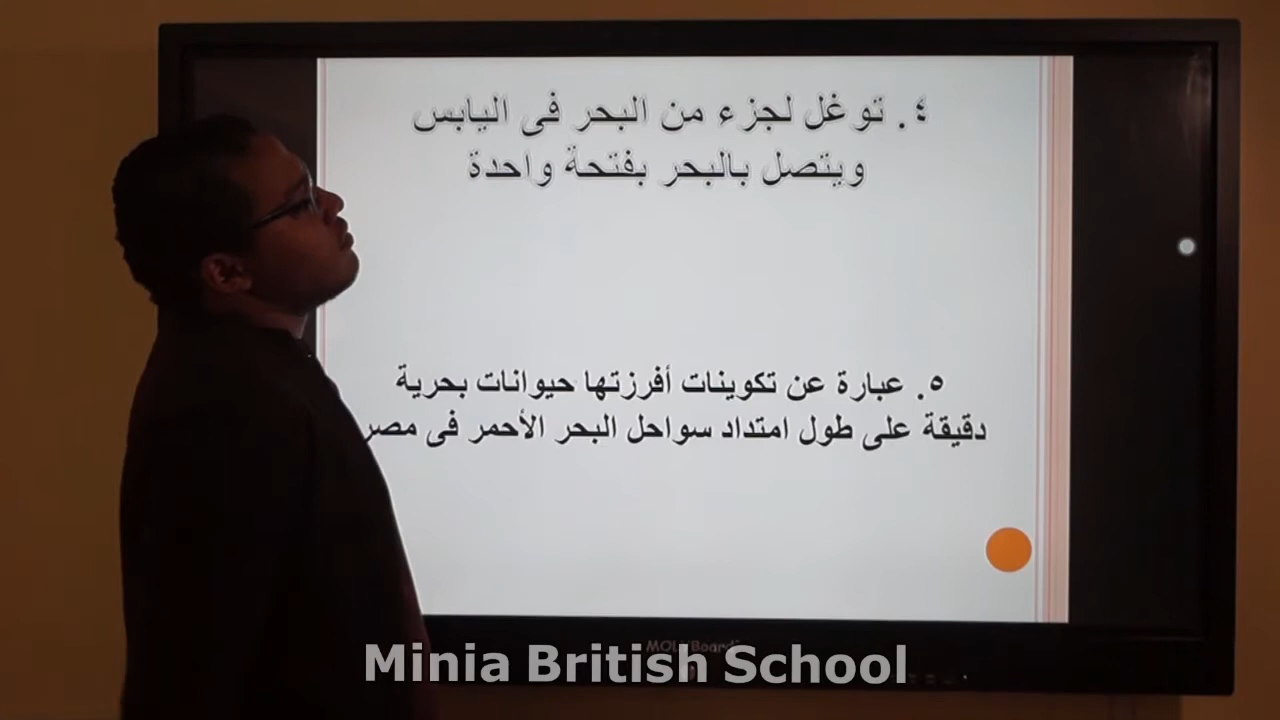 ٤. توغل لجزء من البحر فى اليابس
ويتصل بالبحر بفتحة واحدة
٥. عبارة عن تكوينات أفرزتها حيوانات بحرية
دقيقة على طول امتداد سواحل البحر الأحمر فى مصر
Minia British School